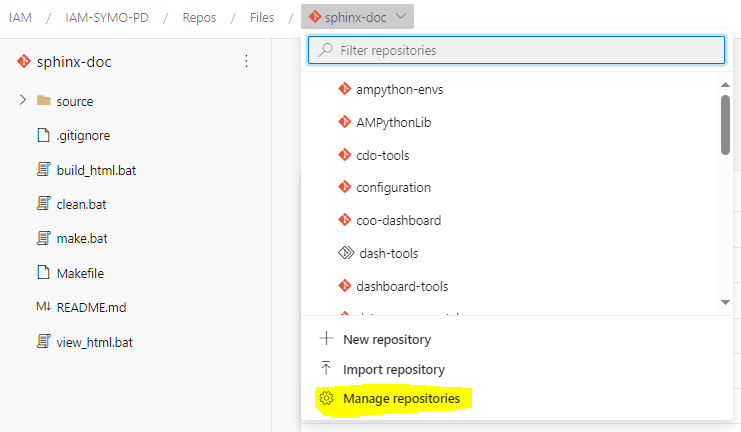 IAM / IAM-SYMO-PD / Repos / Files / sphinx-doc
sphinx-doc
source
.gitignore
build_html.bat
clean.bat
make.bat
Makefile
README.md
view_html.bat
Filter repositories
ampython-envs
AMPythonLib
cdo-tools
configuration
coo-dashboard
dash-tools
dashboard-tools
New repository
Import repository
Manage repositories